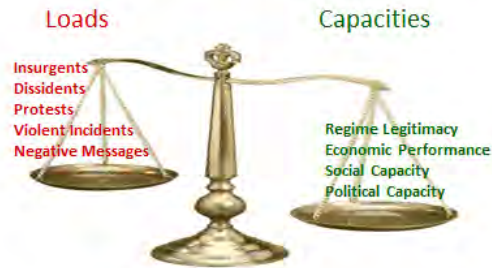 Loads
Capacities
Insurgents
Dissidents
Protests
Violent Incidents
Negative Messages
Regime Legitimacy
Economic Performance
Social Capacity
Political Capacity